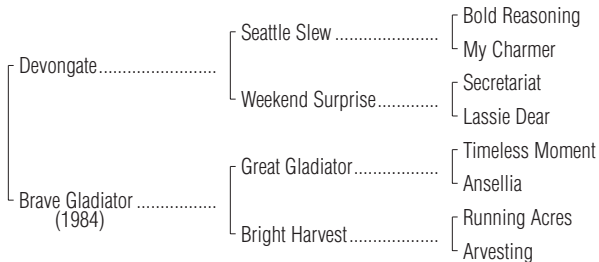 Bold Reasoning
Seattle Slew ..................
My Charmer
Devongate.......................
Secretariat
Weekend Surprise.............
Lassie Dear
Timeless Moment
Great Gladiator.................
Ansellia
Brave Gladiator ................
(1984)
Running Acres
Bright Harvest..................
Arvesting